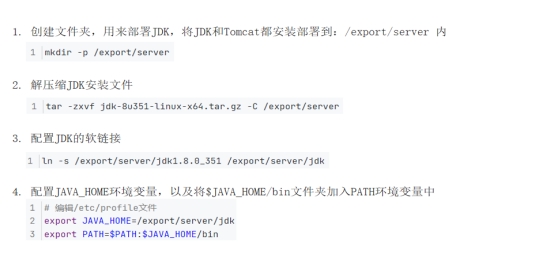 1. 创建文件夹，用来部署JDK，将JDK和Tomcat都安装部署到：/export/server 内
1 mkdir -p /export/server
2. 解压缩JDK安装文件
1 tar -zxvf jdk-8u351-linux-x64.tar.gz -C /export/server
3. 配置JDK的软链接
1 ln -s /export/server/jdk1.8.0_351 /export/server/jdk
4. 配置JAVA_HOME环境变量，以及将$JAVA_HOME/bin文件夹加入PATH环境变量中
1 # 编辑/etc/profile文件
2 export JAVA_HOME=/export/server/jdk
3 export PATH=$PATH:$JAVA_HOME/bin